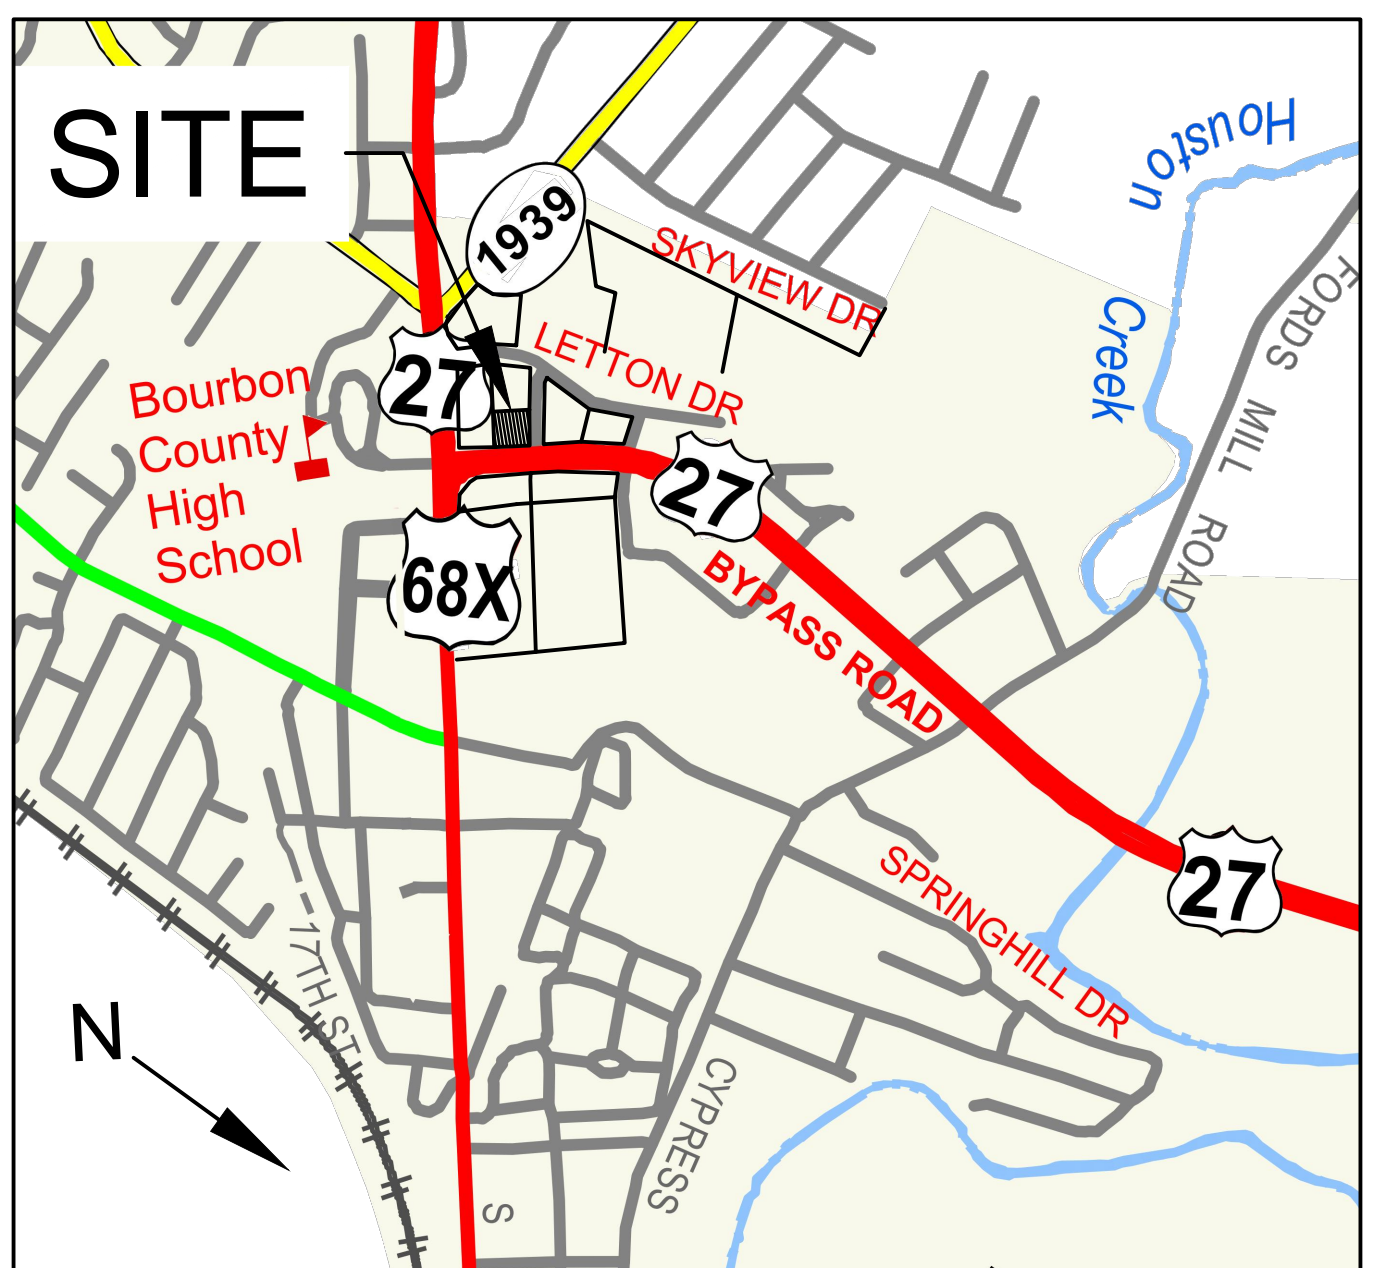 SITE
Houston
Creek
1939
SKYVIEW DR
LETTON DR
FORDS MILL ROAD
27
Bourbon
County
High
School
27
68X
BYPASS ROAD
27
SPRINGHILL DR
17TH ST
N
CYPRESS
S